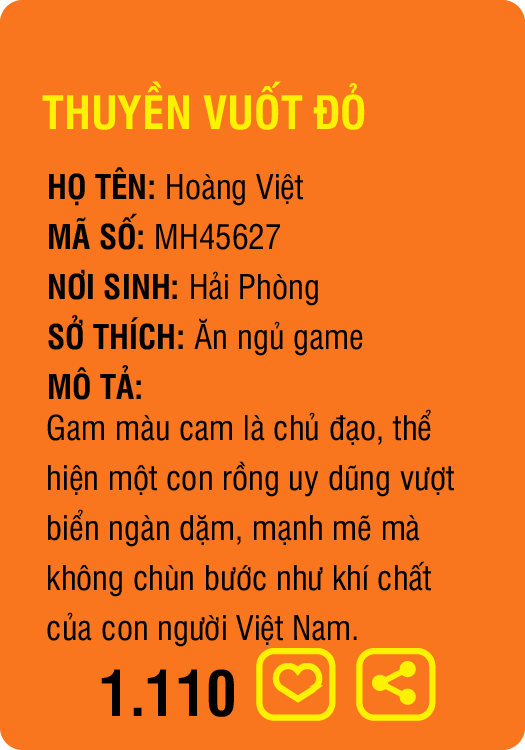 THUYỀN VUỐT ĐỎ
HỌ TÊN: Hoàng Việt
MÃ SỐ: MH45627
NƠI SINH: Hải Phòng
SỞ THÍCH: Ăn ngủ game
MÔ TẢ:
Gam màu cam là chủ đạo, thể
hiện một con rồng uy dũng vượt
biển ngàn dặm, mạnh mẽ mà
không chùn bước như khí chất
của con người Việt Nam.
1.110